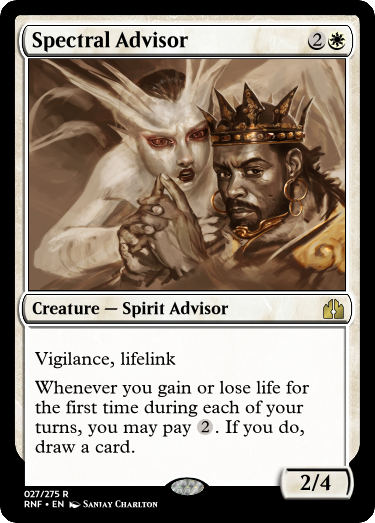 Spectral Advisor 2
Creature — Spirit Advisor
Vigilance, lifelink
Whenever you gain or lose life for
the first time during each of your
turns, you may pay 2. If you do,
draw a card.
2/4
027/275 R
RNF • EN Sanjay Charlton